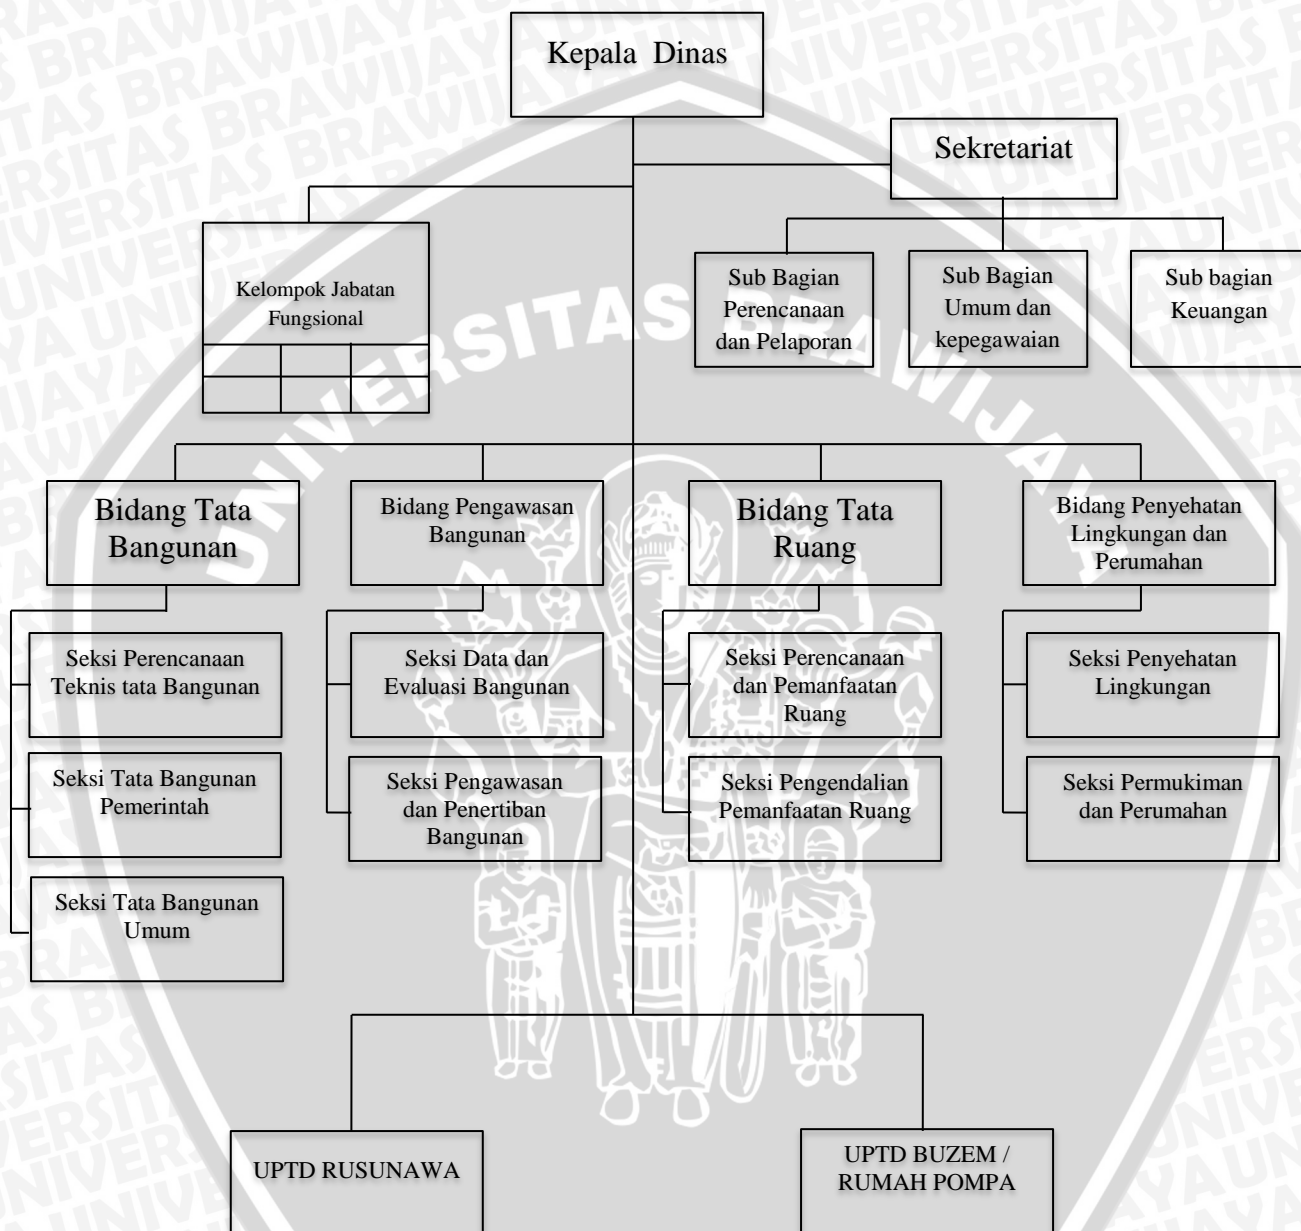 Kepala Dinas
Sekretariat
Kelompok Jabatan
Fungsional
Sub Bagian
Perencanaan
dan Pelaporan
Sub Bagian
Umum dan
kepegawaian
Sub bagian
Keuangan
UNIVERSITAS BRAWIJAYA
Bidang Tata
Bangunan
Bidang Pengawasan
Bangunan
Bidang Tata
Ruang
Bidang Penyehatan
Lingkungan dan
Perumahan
Seksi Perencanaan
Teknis tata Bangunan
Seksi Data dan
Evaluasi Bangunan
Seksi Perencanaan
dan Pemanfaatan
Ruang
Seksi Penyehatan
Lingkungan
Seksi Tata Bangunan
Pemerintah
Seksi Pengawasan
dan Penertiban
Bangunan
Seksi Pengendalian
Pemanfaatan Ruang
Seksi Permukiman
dan Perumahan
Seksi Tata Bangunan
Umum
UPTD RUSUNAWA
UPTD BUZEM /
RUMAH POMPA